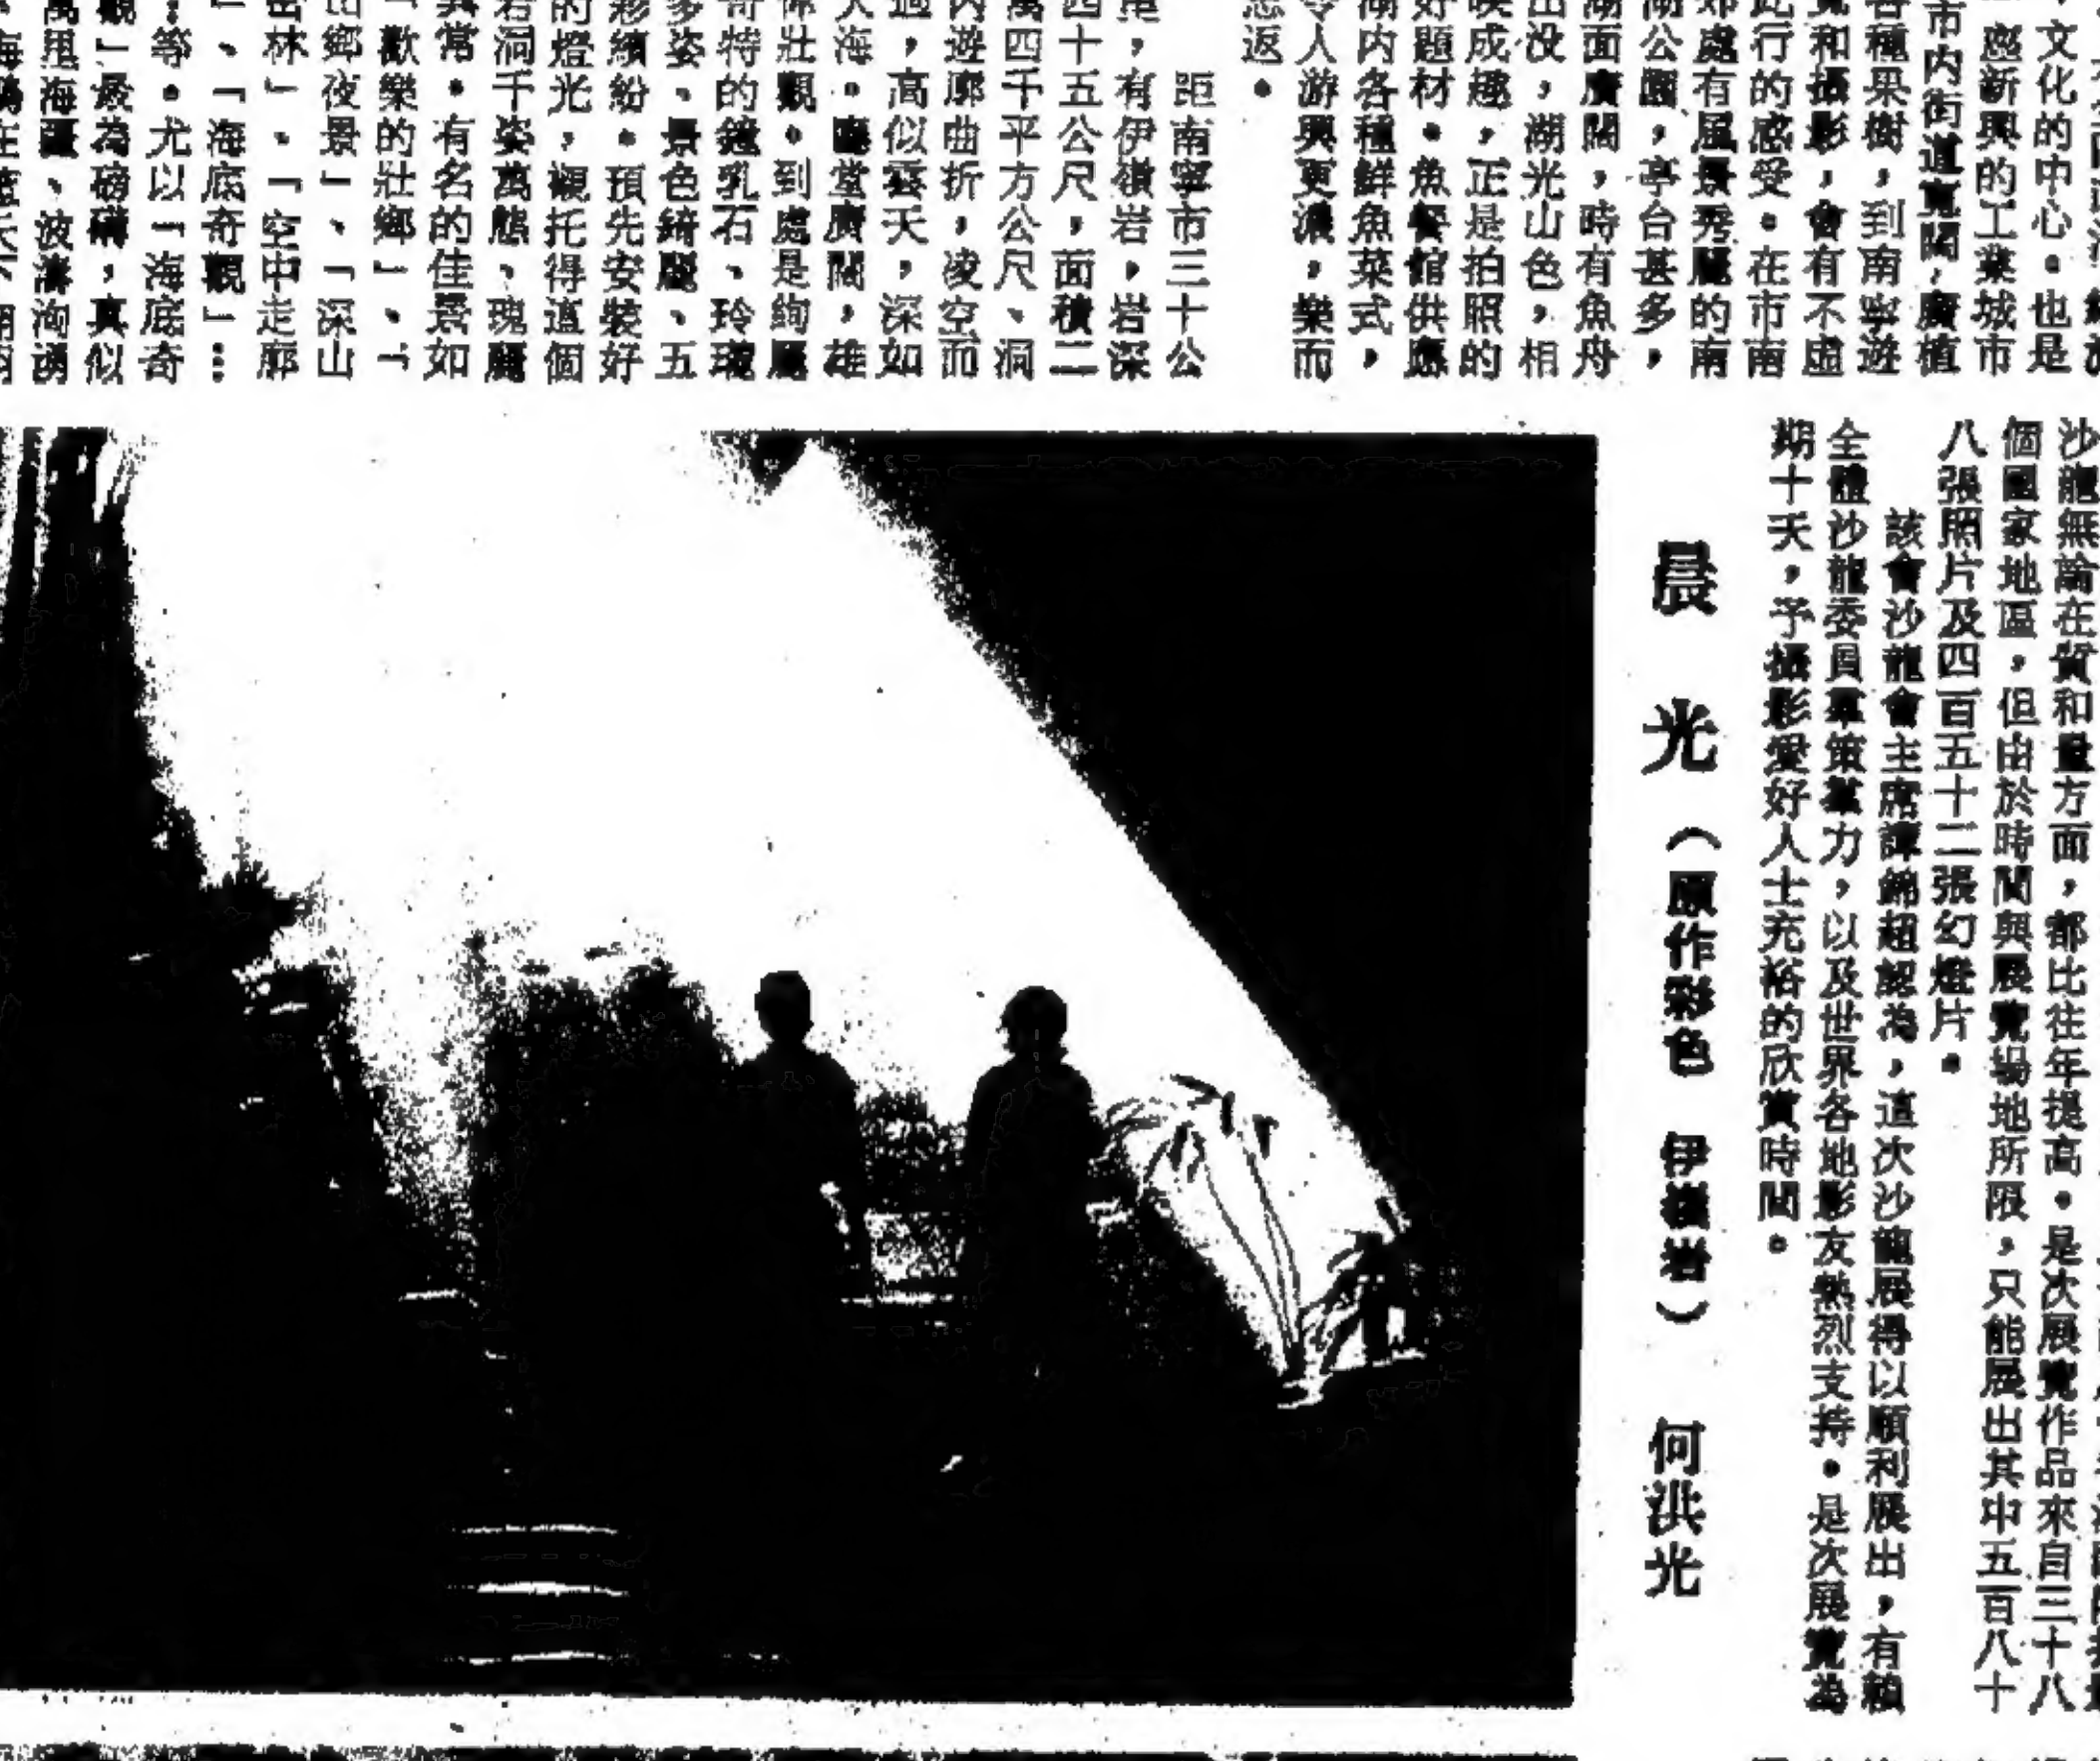 文化的中心。也是
新興的工業城市
市内街道寬闊,廣植
各種果樹,到南寧遊
覽和攝影,會有不虛
此行的感受。在市南
郊處有風景秀麗的南
湖公園,亭台甚多,
湖面廣闊,時有魚舟
出没,湖光山色,相
映成趣,正是拍照的
好題材。魚餐館供應
湖内各種鮮魚菜式,
令人游興更濃,樂而
忘返。
距南寧市三十公
里,有伊嶺岩,岩深
四十五公尺,面積二
萬四千平方公尺、洞
内遊廊曲折,凌空而
過,高似雲天,深如
大海。廳堂廣闊,雄
偉壯觀。到處是絢麗
奇特的鐘乳石、玲瓏
多姿、景色綺麗、五
彩繽紛。預先安裝好
的燈光,襯托得這個
岩洞千姿萬態、瑰麗
異常。有名的佳景如
「歡樂的壯鄉」、「
山鄉夜景」、「深山
出林」、「空中走廓
」、「海底奇觀」…
:等。尤以「海底奇
觀」最為磅礴,真似
萬里海疆、波濤洶湧
沙龍無論在質和量方面,都比往年提高。是次展覽作品來自三十八
個國家地區,但由於時間與展覽場地所限,只能展出其中五百八十
八張照片及四百五十二張幻燈片。
該會沙龍會主席譚錦超認為,這次沙龍展得以順利展出,有賴
全體沙龍委員羣策羣力,以及世界各地影友熱烈支持。是次展覽為
期十天,予攝影愛好人士充裕的欣賞時間。
晨 光(原作彩色 伊嶺岩) 何洪光